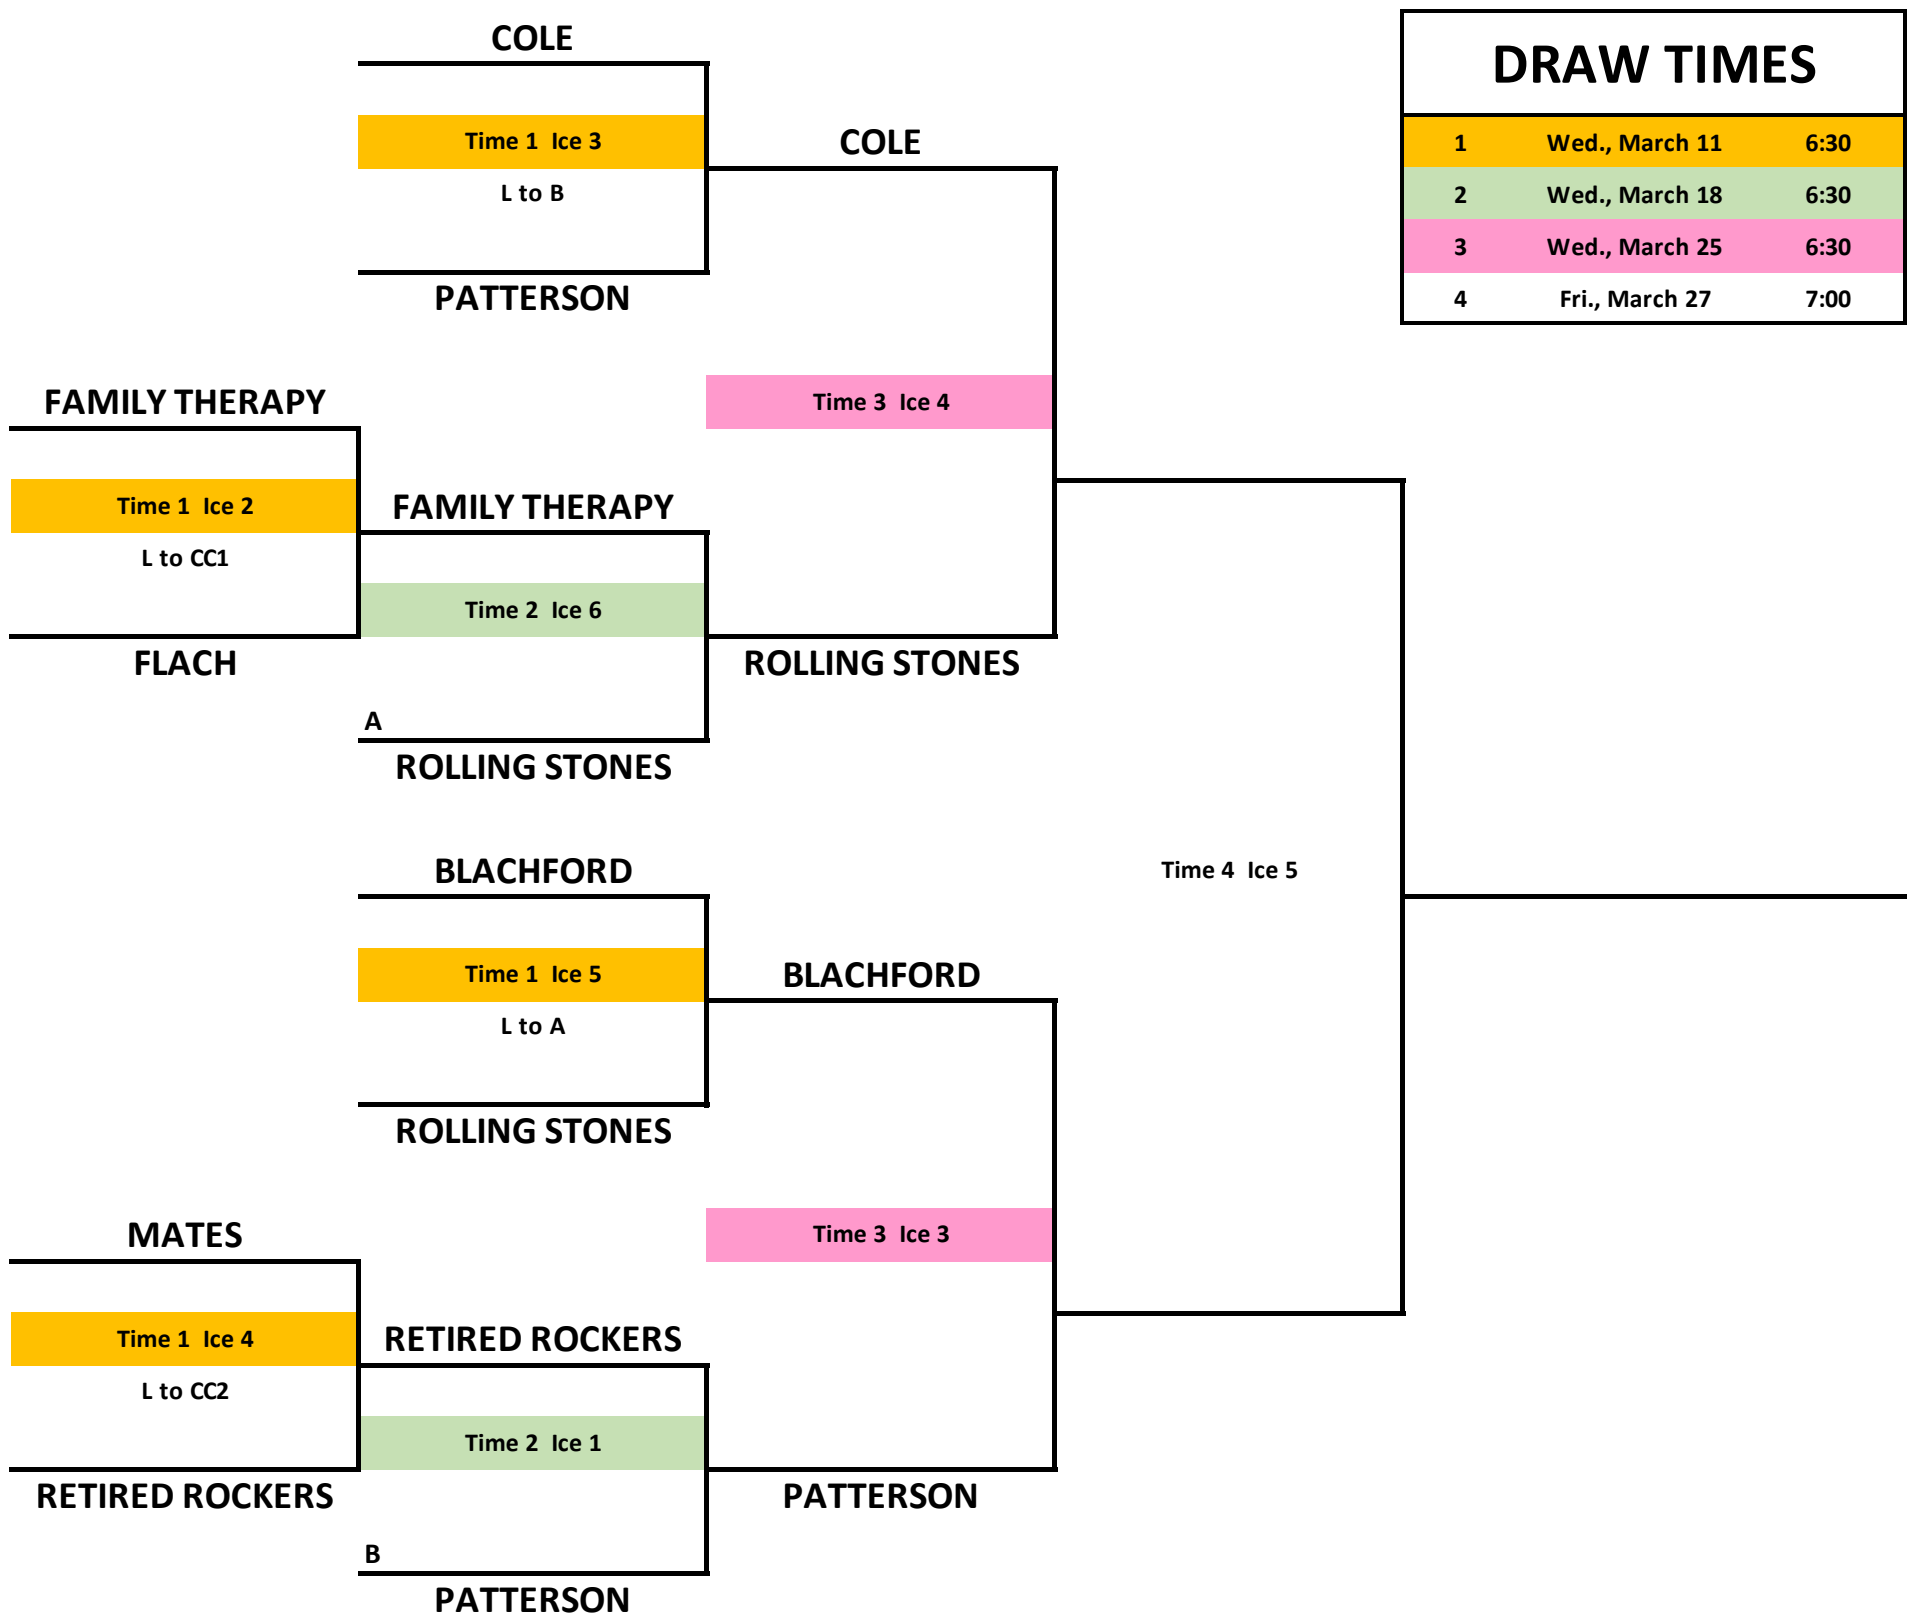 COLE
DRAW TIMES
Time 1 Ice 3
COLE
1 Wed., March 11 6:30
L to B
2 Wed., March 18 6:30
3 Wed., March 25 6:30
PATTERSON
4 Fri., March 27 7:00
FAMILY THERAPY
Time 3 Ice 4
Time 1 Ice 2
FAMILY THERAPY
L to CC1
Time 2 Ice 6
FLACH
ROLLING STONES
A
ROLLING STONES
BLACHFORD
Time 4 Ice 5
Time 1 Ice 5
BLACHFORD
L to A
ROLLING STONES
MATES
Time 3 Ice 3
Time 1 Ice 4
RETIRED ROCKERS
L to CC2
Time 2 Ice 1
RETIRED ROCKERS
PATTERSON
B
PATTERSON